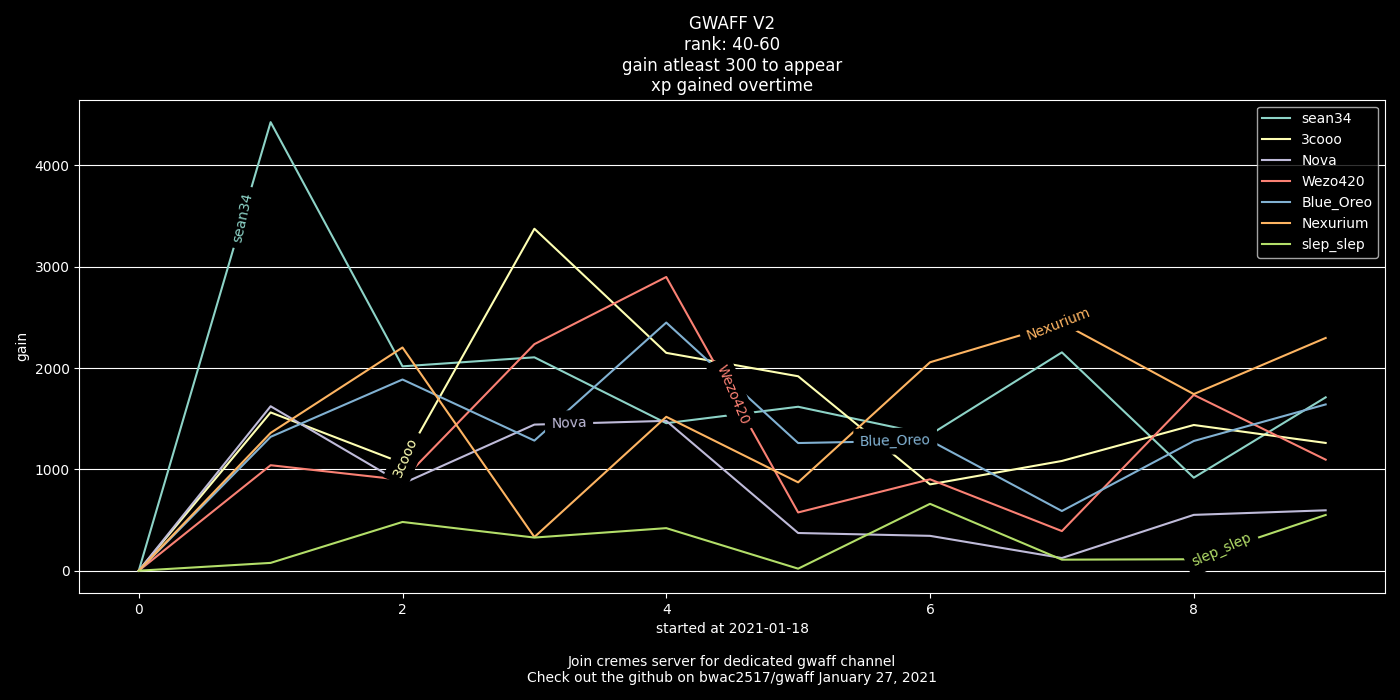 GWAFF V2
rank: 40-60
gain atleast 300 to appear
xp gained overtime
sean34
3cooo
Nova
Wezo420
Blue_Oreo
Nexurium
slep_slep
4000
3000
2000
1000
0
gain
sean34
3cooo
Nova
Wezo420
Blue_Oreo
Nexurium
slep_slep
0 2 4 6 8
started at 2021-01-18
Join cremes server for dedicated gwaff channel
Check out the github on bwac2517/gwaff January 27, 2021